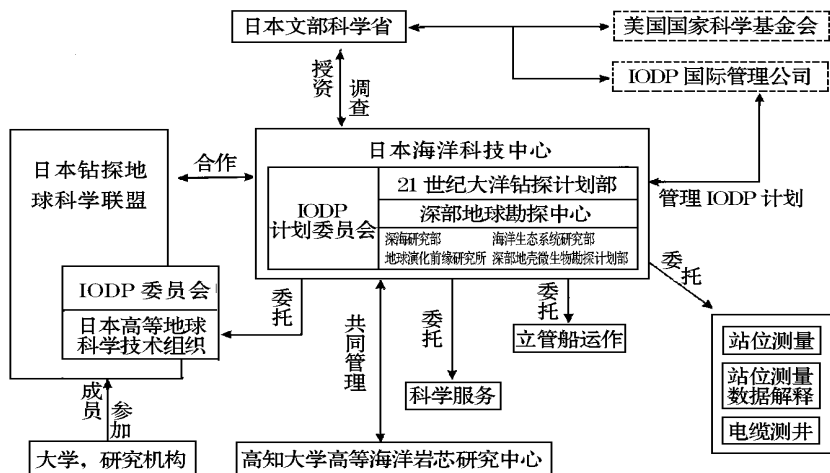 日本文部科学省
美国国家科学基金会
IODP 国际管理公司
授资
调查
日本钻探地
球科学联盟
合作
日本海洋科技中心
IODP
计划委员会
21 世纪大洋钻探计划部
深部地球勘探中心
深海研究部 海洋生态系统研究部
地球演化前缘研究所 深部地壳微生物勘探计划部
管理 IODP 计划
IODP 委员会
日本高等地球
科学技术组织
委托
共同管理
委托
委托
委托
立管船运作
科学服务
站位测量
站位测量
数据解释
电缆测井
成员
参加
大学，研究机构
高知大学高等海洋岩芯研究中心